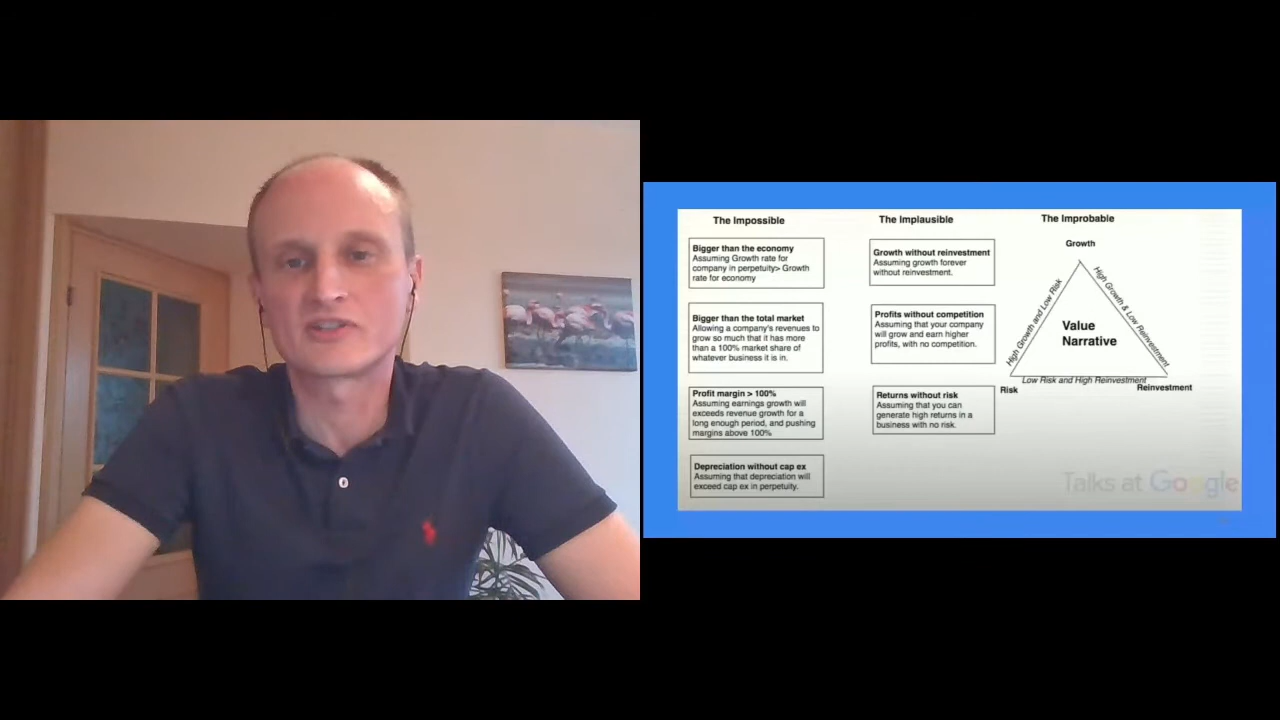 The Impossible
Bigger than the economy
Assuming Growth rate for
company in perpetuity> Growth
rate for economy
Bigger than the total market
Allowing a company's revenues to
grow so much that it has more
than a 100% market share of
whatever business it is in.
Profit margin > 100%
Assuming earnings growth will
exceeds revenue growth for a
long enough period, and pushing
margins above 100%
Depreciation without cap ex
Assuming that depreciation will
exceed cap ex in perpetuity.
The Implausible
Growth without reinvestment
Assuming growth forever
without reinvestment.
Profits without competition
Assuming that your company
will grow and earn higher
profits, with no competition.
Returns without risk
Assuming that you can
generate high returns in a
business with no risk.
The Improbable
Growth
High Growth and Low Risk
High Growth & Low Reinvestment
Value
Narrative
Low Risk and High Reinvestment
Risk
Reinvestment
Talks at Google